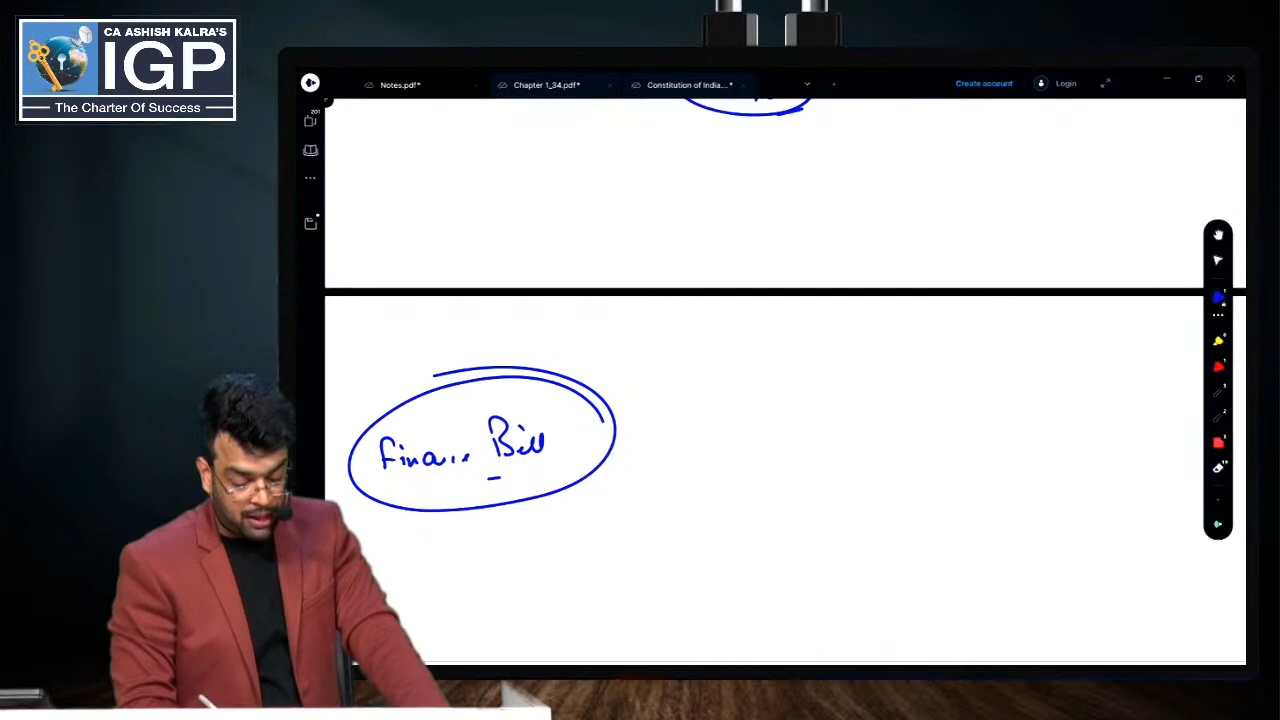 CA ASHISH KALRA'S
IGP
The Charter Of Success
Notes.pdf*
Chapter 1_34.pdf*
Constitution of India....*
Create account
Login
Finance Bill